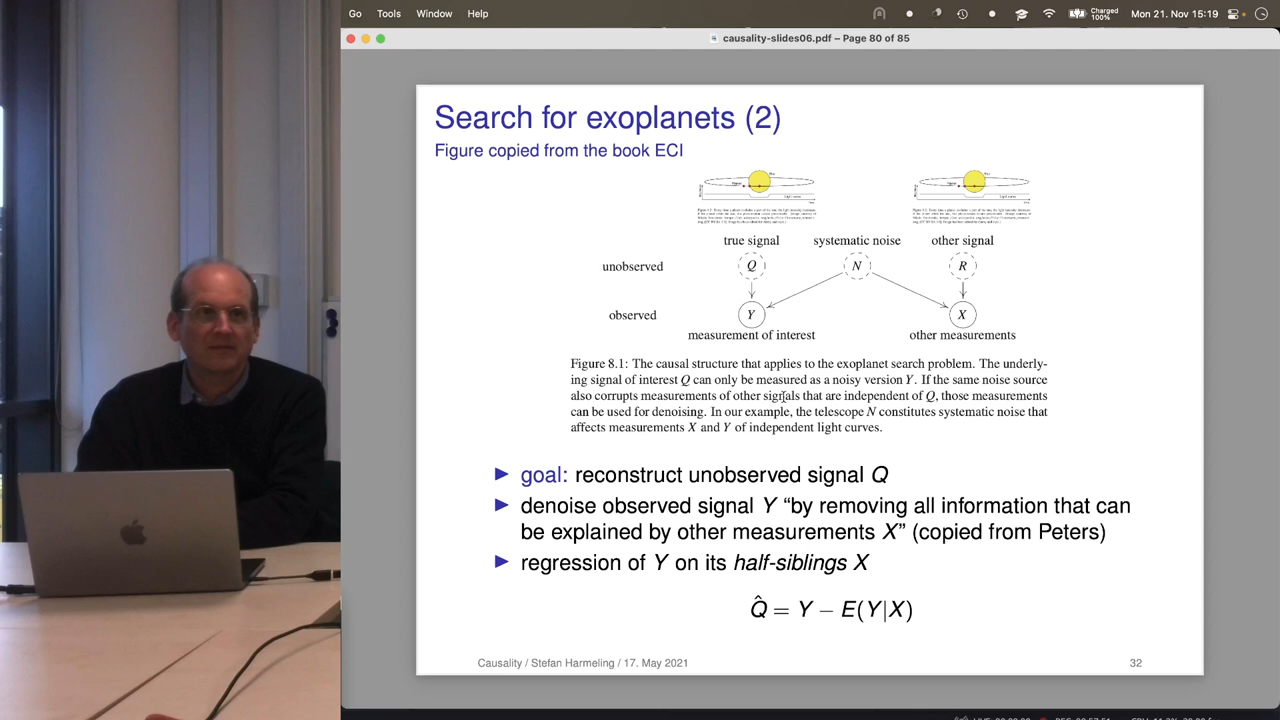 Go Tools Window Help
Charged
100%
Mon 21. Nov 15:19
causality-slides06.pdf – Page 80 of 85
Search for exoplanets (2)
Figure copied from the book ECI
true signal systematic noise other signal
unobserved Q N R
observed Y X
measurement of interest other measurements
Figure 8.1: The causal structure that applies to the exoplanet search problem. The underly-
ing signal of interest Q can only be measured as a noisy version Y. If the same noise source
also corrupts measurements of other signals that are independent of Q, those measurements
can be used for denoising. In our example, the telescope N constitutes systematic noise that
affects measurements X and Y of independent light curves.
goal: reconstruct unobserved signal Q
denoise observed signal Y “by removing all information that can
be explained by other measurements X” (copied from Peters)
regression of Y on its half-siblings X
Q̂ = Y − E(Y|X)
Causality / Stefan Harmeling / 17. May 2021 32